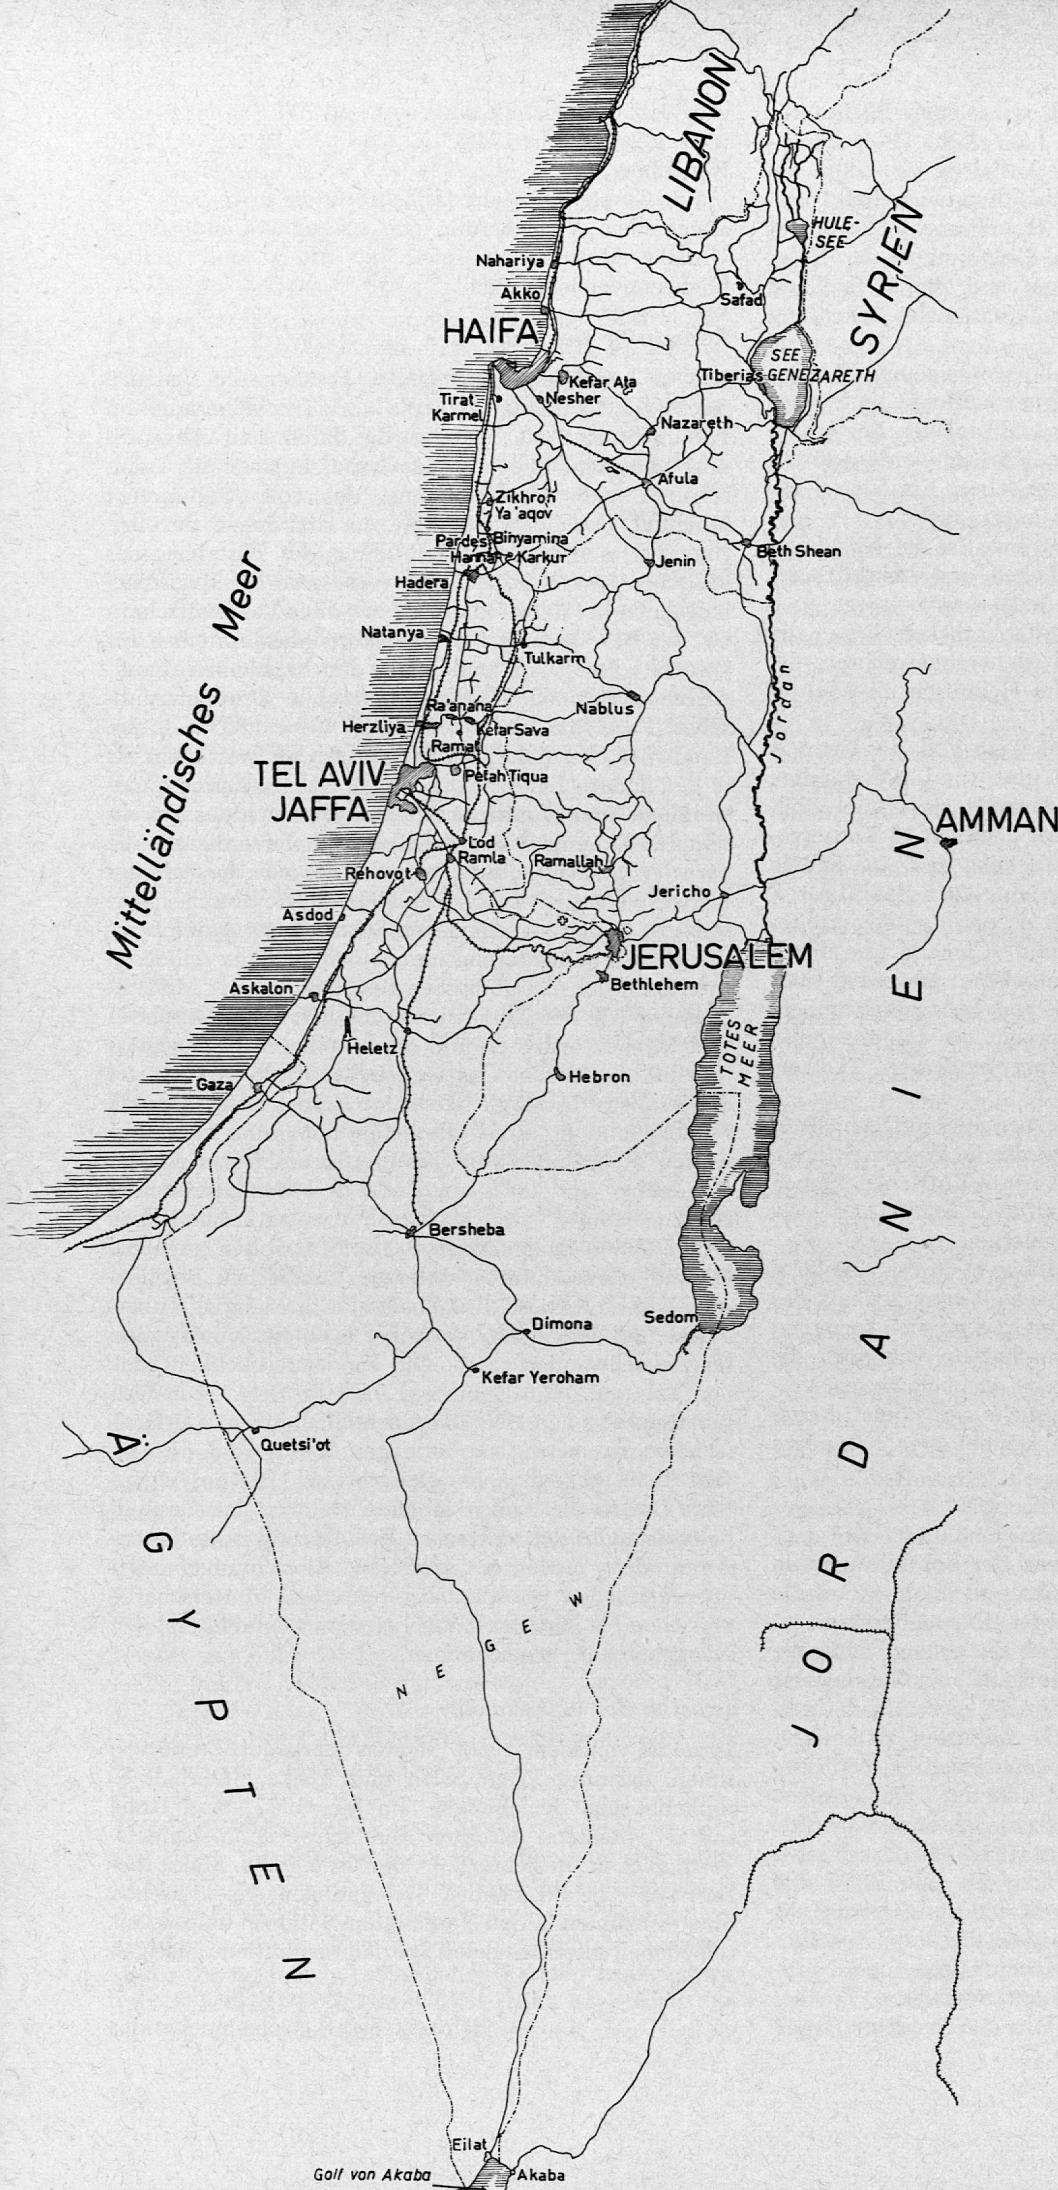 LIBANON
SYRIEN
HULE-
SEE
Nahariya
Akko
Safad
HAIFA
SEE
GENEZARETH
Tiberias
Kefar Ata
Nesher
Tirat
Karmel
Nazareth
Afula
Zikhron
Ya'aqov
Binyamina
Pardes
Hanna
Karkur
Beth Shean
Jenin
Hadera
Natanya
Tulkarm
Mittelländisches Meer
Jordan
Ra'anana
Nablus
Herzliya
Kefar Sava
Ramat
TEL AVIV
JAFFA
Petah Tiqua
AMMAN
Lod
Ramla
Ramallah
Rehovot
Jericho
Asdod
JERUSALEM
Bethlehem
Askalon
TOTES
MEER
Heletz
Hebron
Gaza
Bersheba
Sedom
Dimona
Kefar Yeroham
Quetsi'ot
JORDANIEN
ÄGYPTEN
NEGEW
Eilat
Golf von Akaba
Akaba